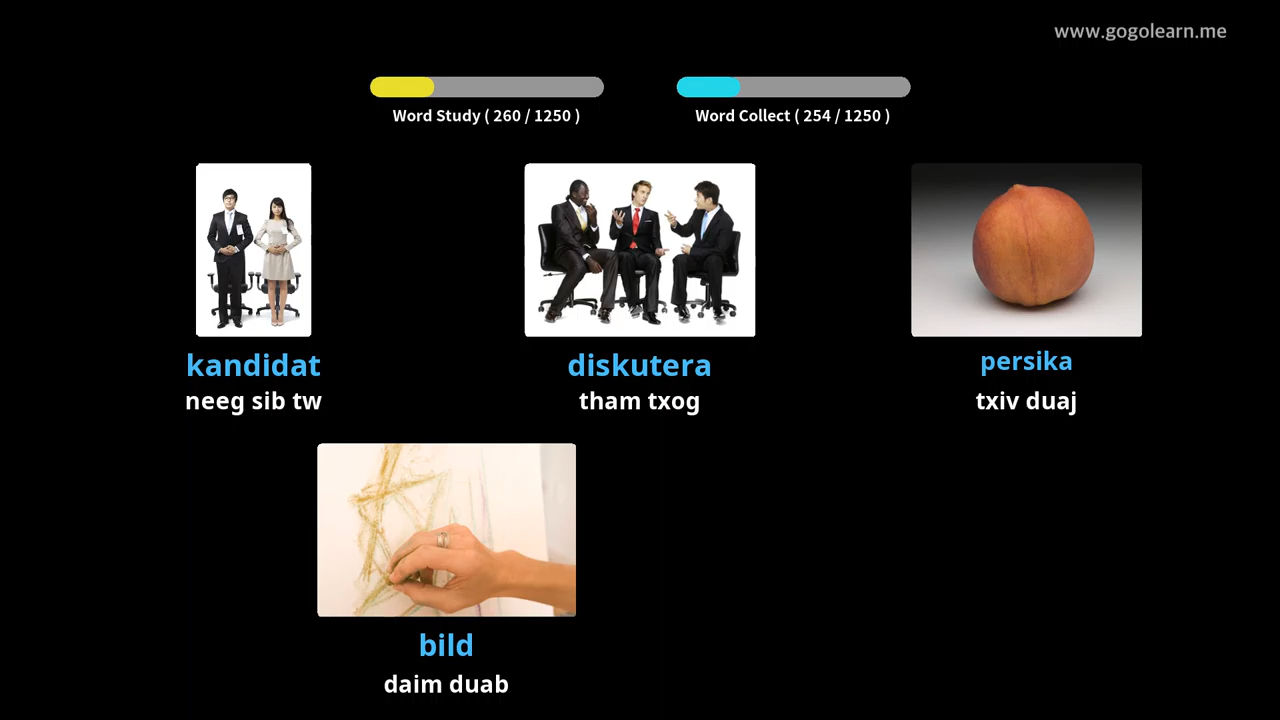 www.gogolearn.me
Word Study ( 260 / 1250 )
Word Collect ( 254 / 1250 )
kandidat
neeg sib tw
diskutera
tham txog
persika
txiv duaj
bild
daim duab